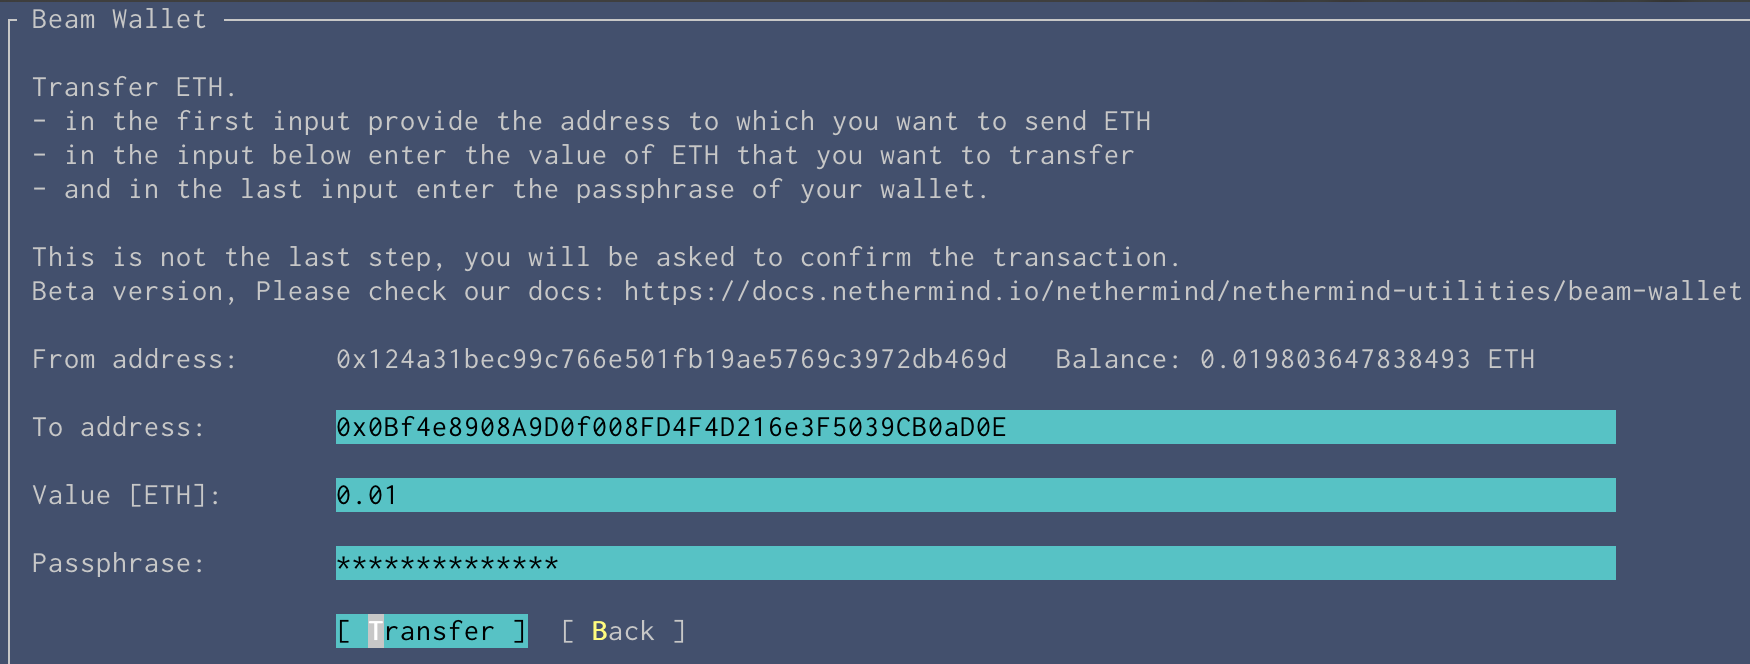 Beam Wallet
Transfer ETH.
- in the first input provide the address to which you want to send ETH
- in the input below enter the value of ETH that you want to transfer
- and in the last input enter the passphrase of your wallet.
This is not the last step, you will be asked to confirm the transaction.
Beta version, Please check our docs: https://docs.nethermind.io/nethermind/nethermind-utilities/beam-wallet
From address: 0x124a31bec99c766e501fb19ae5769c3972db469d Balance: 0.019803647838493 ETH
To address: 0x0Bf4e8908A9D0f008FD4F4D216e3F5039CB0aD0E
Value [ETH]: 0.01
Passphrase: **************
[ Transfer ] [ Back ]